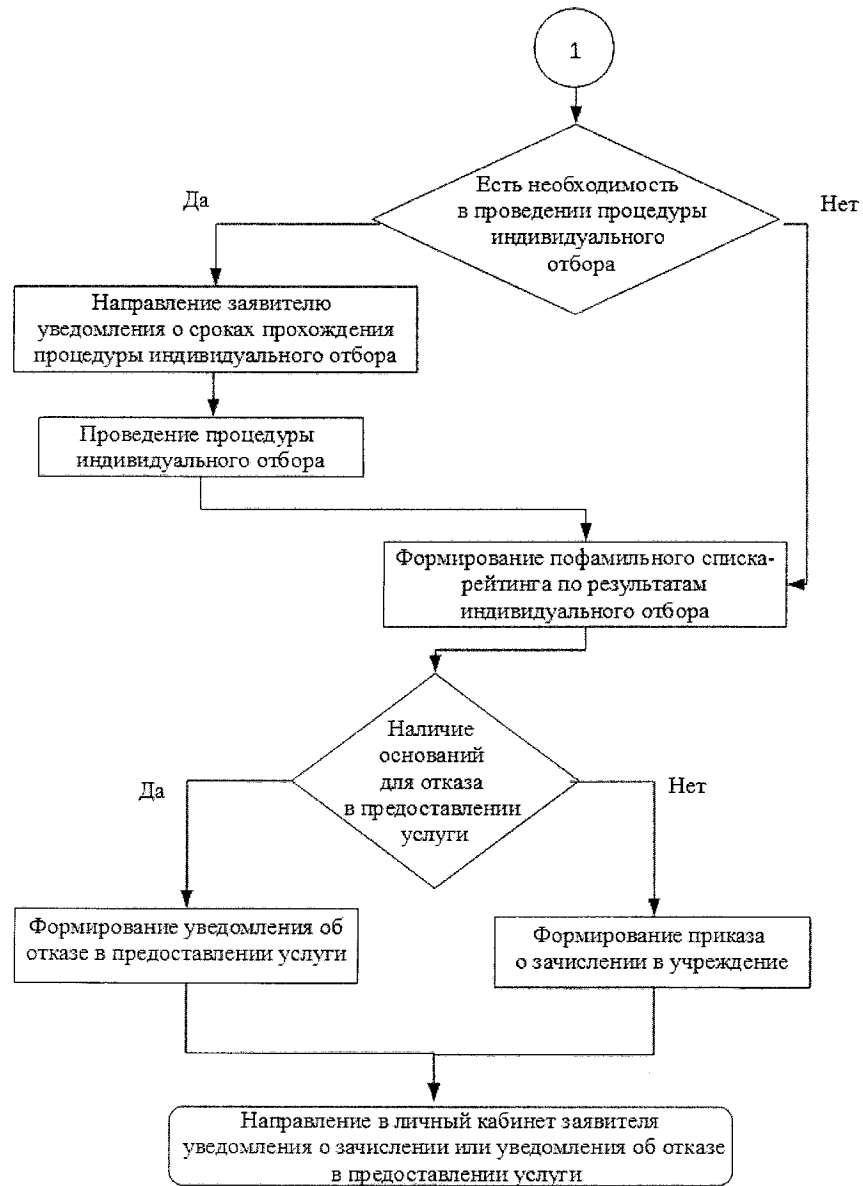 1
Есть необходимость
в проведении процедуры
индивидуального
отбора
Да
Нет
Направление заявителю
уведомления о сроках прохождения
процедуры индивидуального отбора
Проведение процедуры
индивидуального отбора
Формирование пофамильного списка-
рейтинга по результатам
индивидуального отбора
Наличие
оснований
для отказа
в предоставлении
услуги
Да
Нет
Формирование уведомления об
отказе в предоставлении услуги
Формирование приказа
о зачислении в учреждение
Направление в личный кабинет заявителя
уведомления о зачислении или уведомления об отказе
в предоставлении услуги